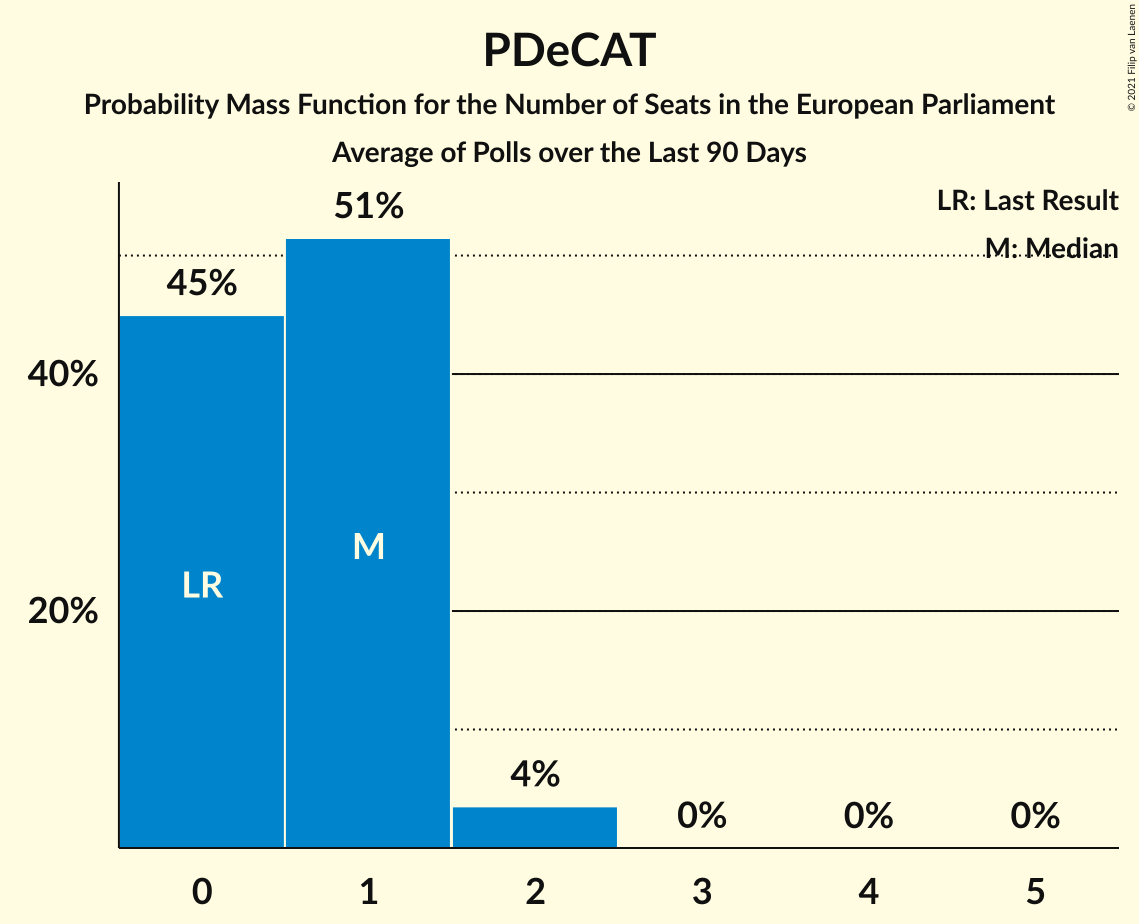 PDeCAT
Probability Mass Function for the Number of Seats in the European Parliament
Average of Polls over the Last 90 Days
© 2021 Filip van Laenen
LR: Last Result
M: Median
51%
45%
40%
M
LR
20%
4%
0%
0%
0%
0
1
2
3
4
5